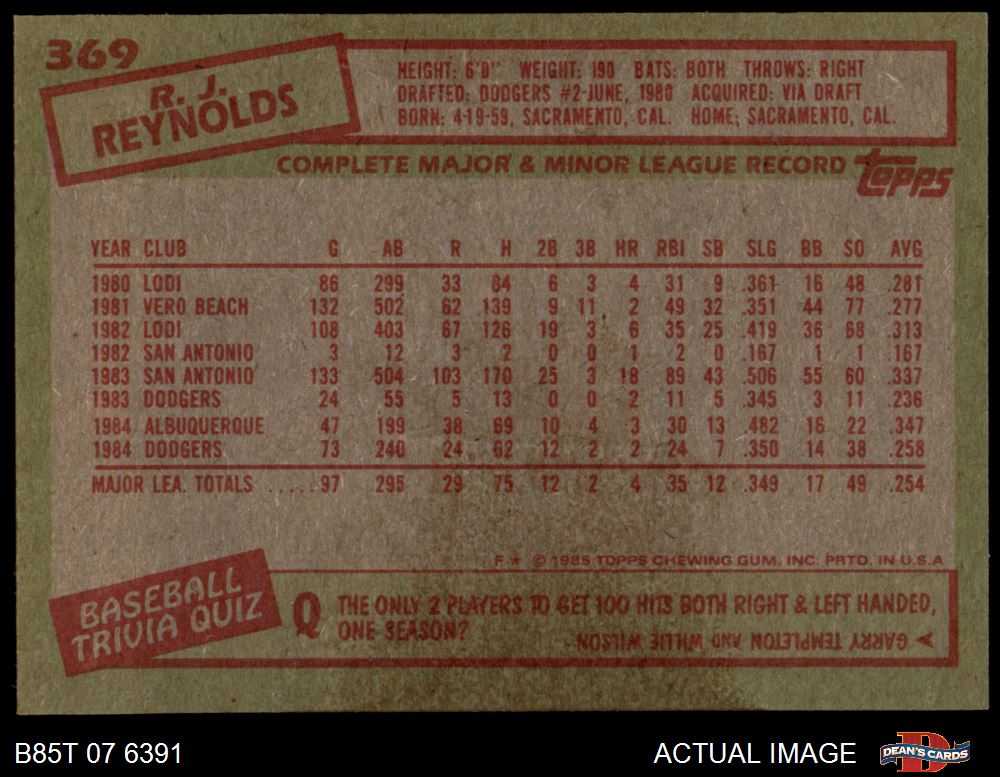 369
R. J.
REYNOLDS
HEIGHT: 6'0" WEIGHT: 190 BATS: BOTH THROWS: RIGHT
DRAFTED: DODGERS #2-JUNE, 1980 ACQUIRED: VIA DRAFT
BORN: 4-19-59, SACRAMENTO, CAL. HOME: SACRAMENTO, CAL.
COMPLETE MAJOR & MINOR LEAGUE RECORD topps
YEAR CLUB G AB R H 2B 3B HR RBI SB SLG BB SO AVG
1980 LODI 86 299 33 84 6 3 4 31 9 .361 16 48 .281
1981 VERO BEACH 132 502 62 139 9 11 2 49 32 .351 44 77 .277
1982 LODI 108 403 67 126 19 3 6 35 25 .419 36 68 .313
1982 SAN ANTONIO 3 12 3 2 0 0 1 2 0 .167 1 1 .167
1983 SAN ANTONIO 133 504 103 170 25 3 18 89 43 .506 55 60 .337
1983 DODGERS 24 55 5 13 0 0 2 11 5 .345 3 11 .236
1984 ALBUQUERQUE 47 199 38 69 10 4 3 30 13 .482 16 22 .347
1984 DODGERS 73 240 24 62 12 2 2 24 7 .350 14 38 .258
MAJOR LEA. TOTALS .....97 295 29 75 12 2 4 35 12 .349 17 49 .254
F★ © 1985 TOPPS CHEWING GUM, INC. PRTD. IN U.S.A
BASEBALL
TRIVIA QUIZ
Q THE ONLY 2 PLAYERS TO GET 100 HITS BOTH RIGHT & LEFT HANDED,
ONE SEASON?
GARRY TEMPLETON AND WILLIE WILSON
B85T 07 6391
ACTUAL IMAGE
D
DEAN'S CARDS